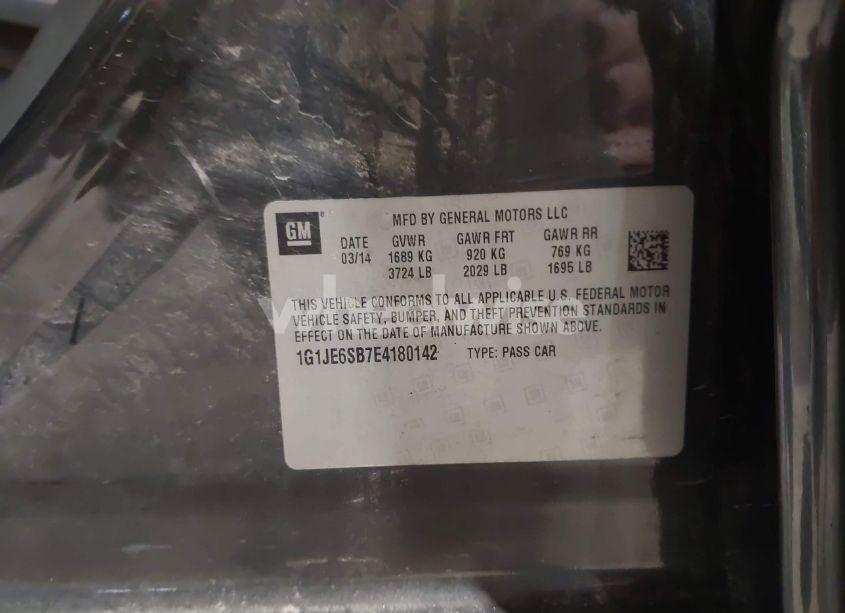 GM
MFD BY GENERAL MOTORS LLC
DATE GVWR GAWR FRT GAWR RR
03/14 1689 KG 920 KG 769 KG
3724 LB 2029 LB 1695 LB
THIS VEHICLE CONFORMS TO ALL APPLICABLE U.S. FEDERAL MOTOR
VEHICLE SAFETY, BUMPER, AND THEFT PREVENTION STANDARDS IN
EFFECT ON THE DATE OF MANUFACTURE SHOWN ABOVE.
1G1JE6SB7E4180142 TYPE: PASS CAR